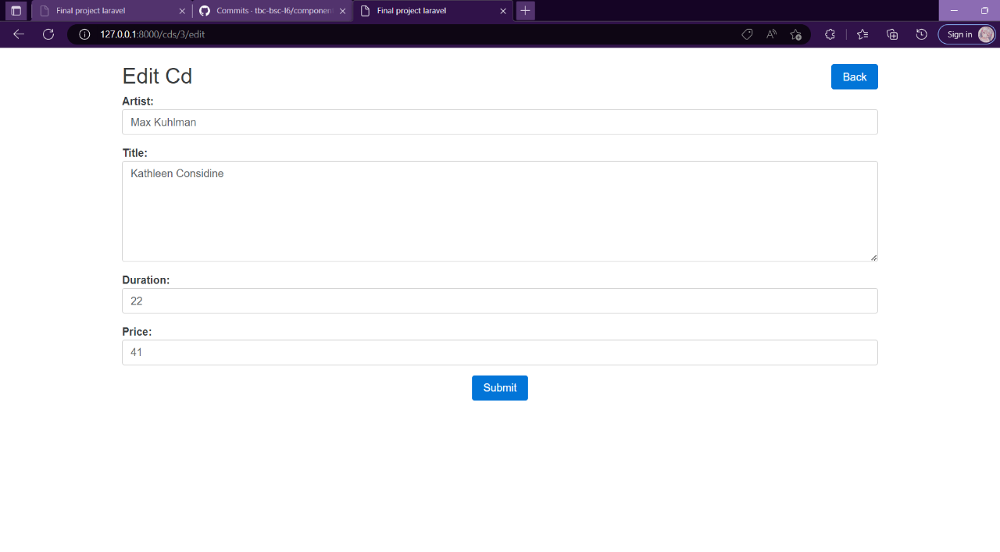 Final project laravel
Commits · tbc-bsc-l6/component
Final project laravel
127.0.0.1:8000/cds/3/edit
Sign in
Edit Cd
Back
Artist:
Max Kuhlman
Title:
Kathleen Considine
Duration:
22
Price:
41
Submit